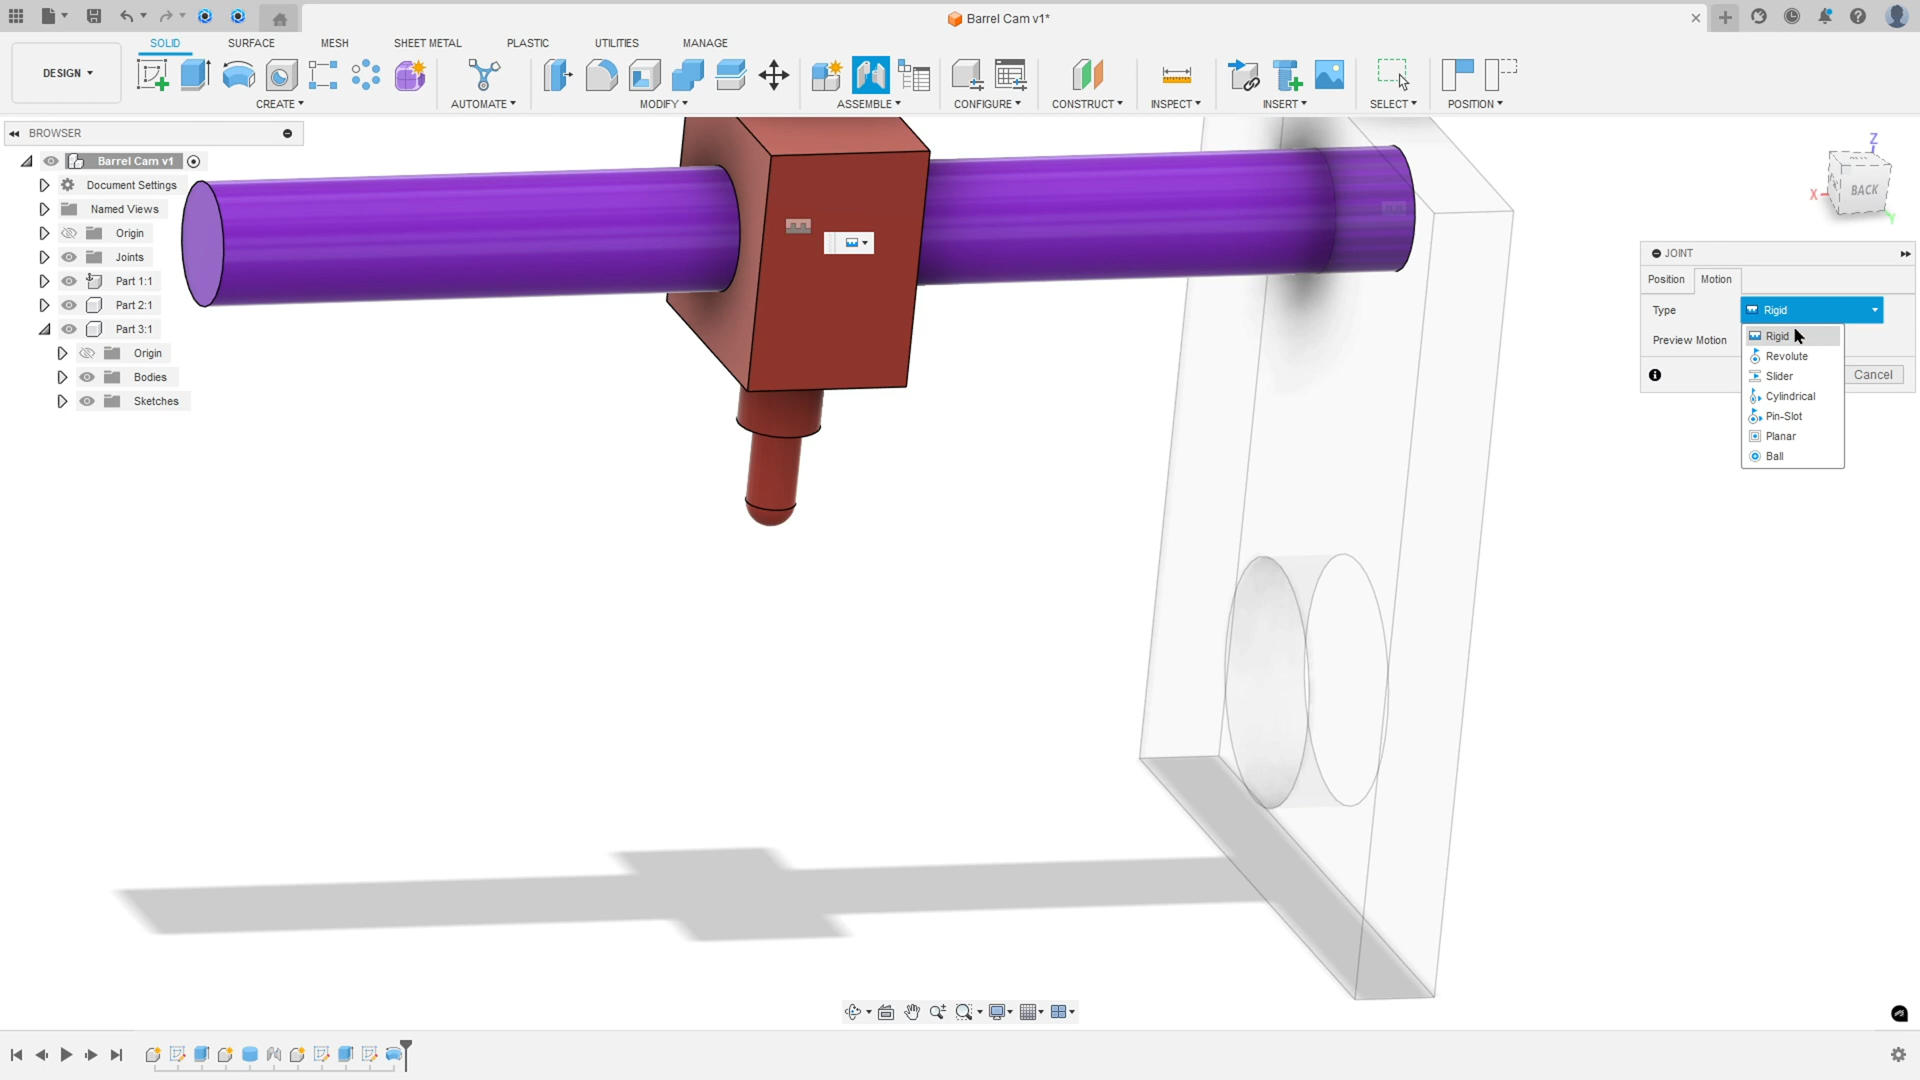 Barrel Cam v1*
DESIGN
SOLID
SURFACE
MESH
SHEET METAL
PLASTIC
UTILITIES
MANAGE
CREATE
AUTOMATE
MODIFY
ASSEMBLE
CONFIGURE
CONSTRUCT
INSPECT
INSERT
SELECT
POSITION
BROWSER
Barrel Cam v1
Document Settings
Named Views
Origin
Joints
Part 1:1
Part 2:1
Part 3:1
Origin
Bodies
Sketches
Z
X
BACK
Y
JOINT
Position
Motion
Type
Rigid
Preview Motion
Cancel
Rigid
Revolute
Slider
Cylindrical
Pin-Slot
Planar
Ball